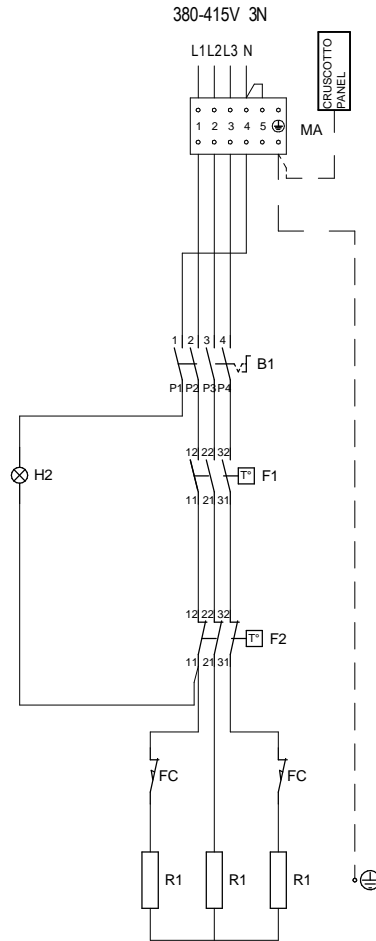 380-415V 3N
L1 L2 L3 N
CRUSCOTTO
PANEL
1 2 3 4 5
MA
1 2 3 4
B1
P1 P2 P3 P4
12 22 32
H2
T° F1
11 21 31
12 22 32
T° F2
11 21 31
FC FC
R1 R1 R1